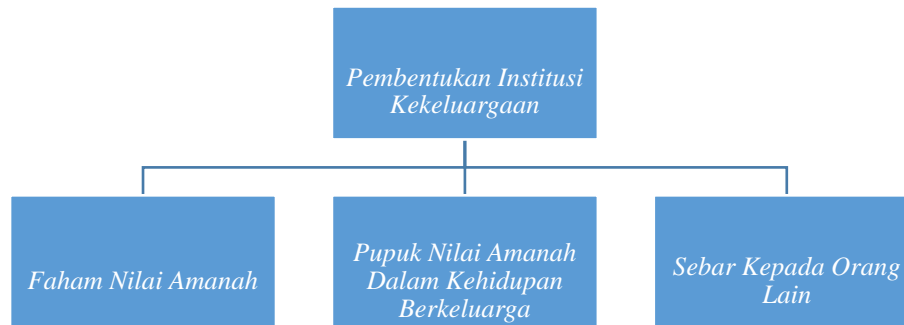 Pembentukan Institusi
Kekeluargaan
Faham Nilai Amanah
Pupuk Nilai Amanah
Dalam Kehidupan
Berkeluarga
Sebar Kepada Orang
Lain